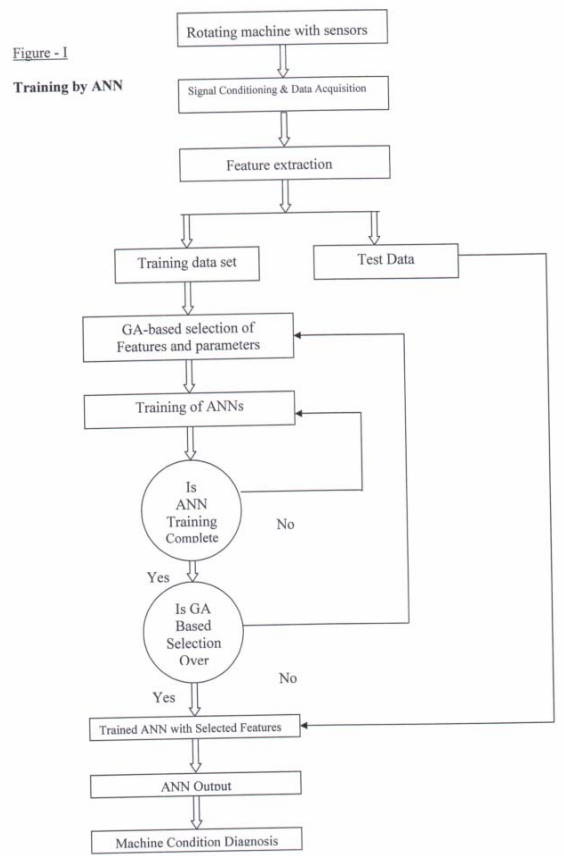 Rotating machine with sensors
Figure - I
Training by ANN
Signal Conditioning & Data Acquisition
Feature extraction
Training data set
Test Data
GA-based selection of
Features and parameters
Training of ANNs
Is
ANN
Training
Complete
No
Yes
Is GA
Based
Selection
Over
No
Yes
Trained ANN with Selected Features
ANN Output
Machine Condition Diagnosis